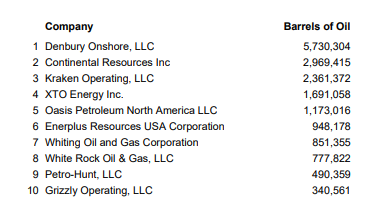 Company Barrels of Oil
1 Denbury Onshore, LLC 5,730,304
2 Continental Resources Inc 2,969,415
3 Kraken Operating, LLC 2,361,372
4 XTO Energy Inc. 1,691,058
5 Oasis Petroleum North America LLC 1,173,016
6 Enerplus Resources USA Corporation 948,178
7 Whiting Oil and Gas Corporation 851,355
8 White Rock Oil & Gas, LLC 777,822
9 Petro-Hunt, LLC 490,359
10 Grizzly Operating, LLC 340,561